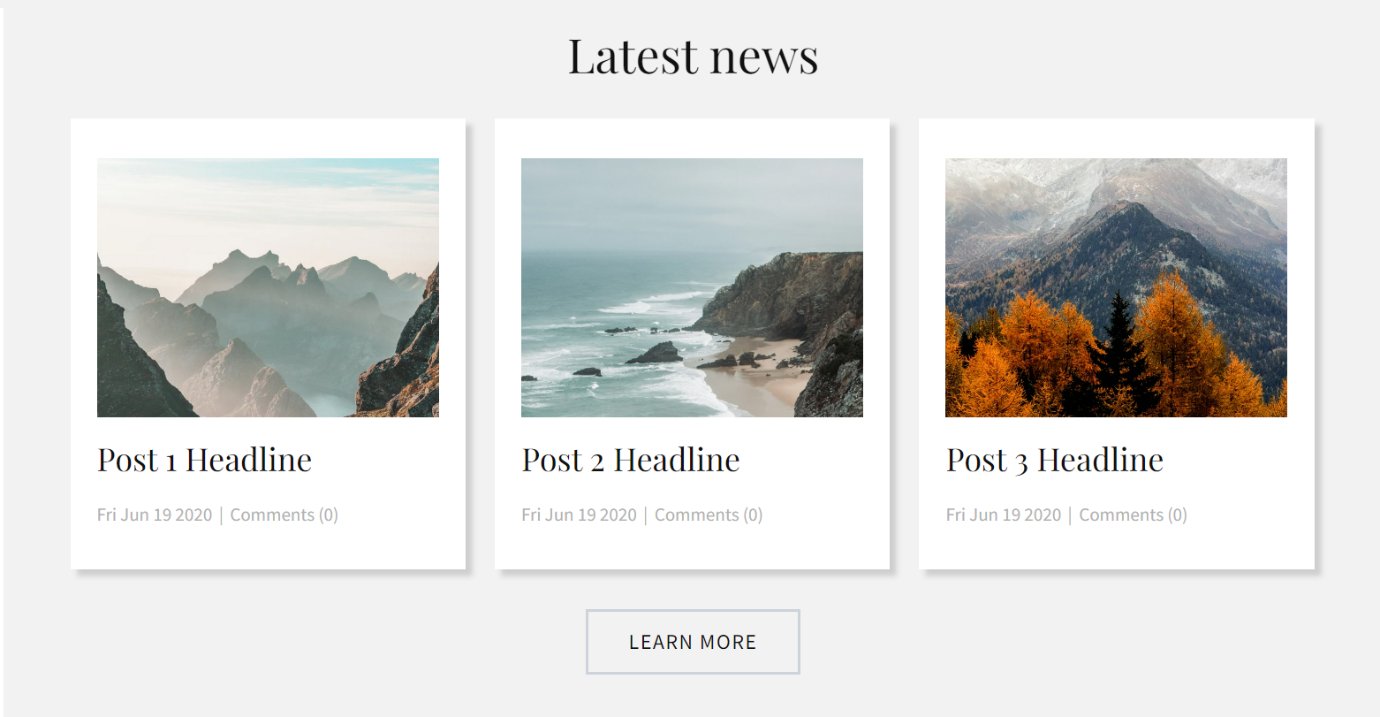 Latest news
Post 1 Headline
Fri Jun 19 2020 | Comments (0)
Post 2 Headline
Fri Jun 19 2020 | Comments (0)
Post 3 Headline
Fri Jun 19 2020 | Comments (0)
LEARN MORE